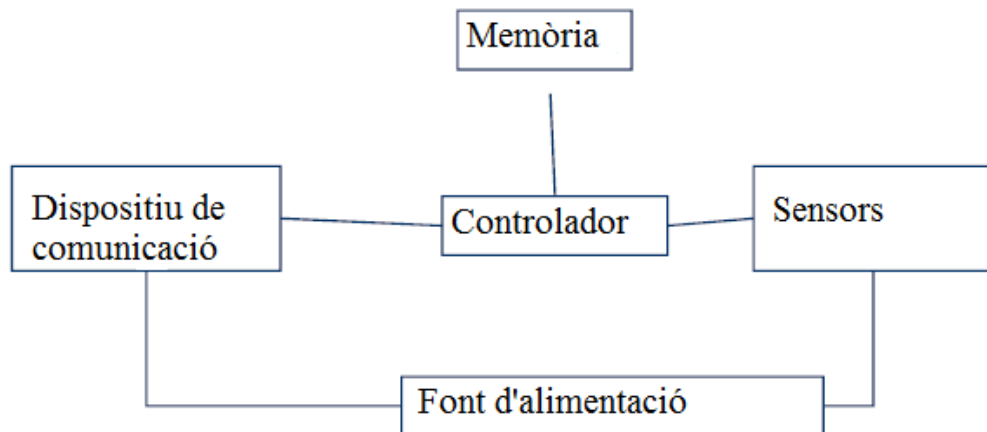 Memòria
Dispositiu de
comunicació
Controlador
Sensors
Font d'alimentació